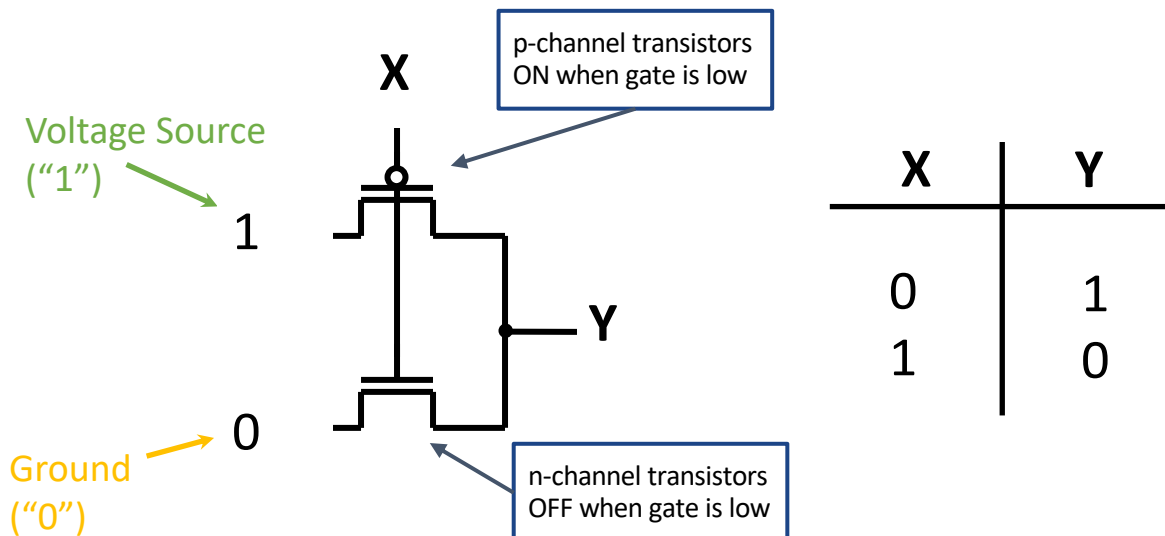 p-channel transistors
ON when gate is low
X
Voltage Source
(“1”)
1
Y
0
Ground
(“0”)
n-channel transistors
OFF when gate is low
X Y
0 1
1 0